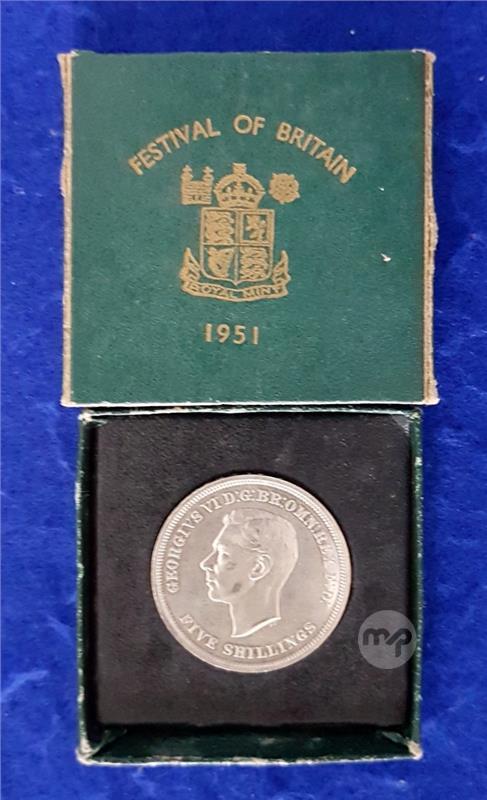 FESTIVAL OF BRITAIN
ROYAL MINT
1951
GEORGIVS VI D:G:BR:OMN:REX F:D:
FIVE SHILLINGS
mp